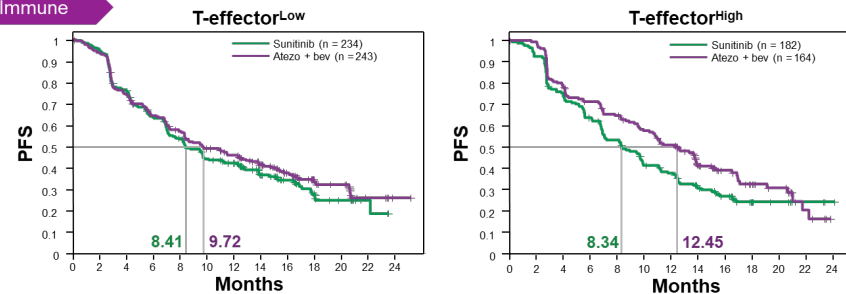 Immune
T-effectorLow
Sunitinib (n = 234)
Atezo + bev (n = 243)
PFS
1
0.9
0.8
0.7
0.6
0.5
0.4
0.3
0.2
0.1
0
8.41 9.72
0 2 4 6 8 10 12 14 16 18 20 22 24
Months
T-effectorHigh
Sunitinib (n = 182)
Atezo + bev (n = 164)
PFS
1
0.9
0.8
0.7
0.6
0.5
0.4
0.3
0.2
0.1
0
8.34 12.45
0 2 4 6 8 10 12 14 16 18 20 22 24
Months